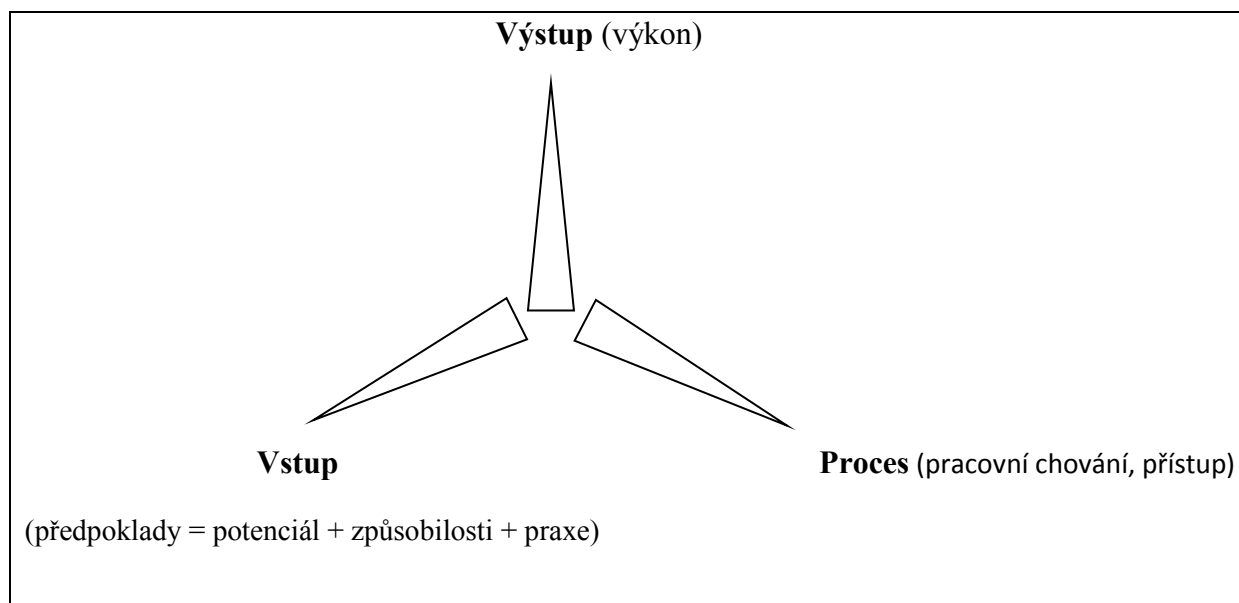 Výstup (výkon)
Vstup
Proces (pracovní chování, přístup)
(předpoklady = potenciál + způsobilosti + praxe)